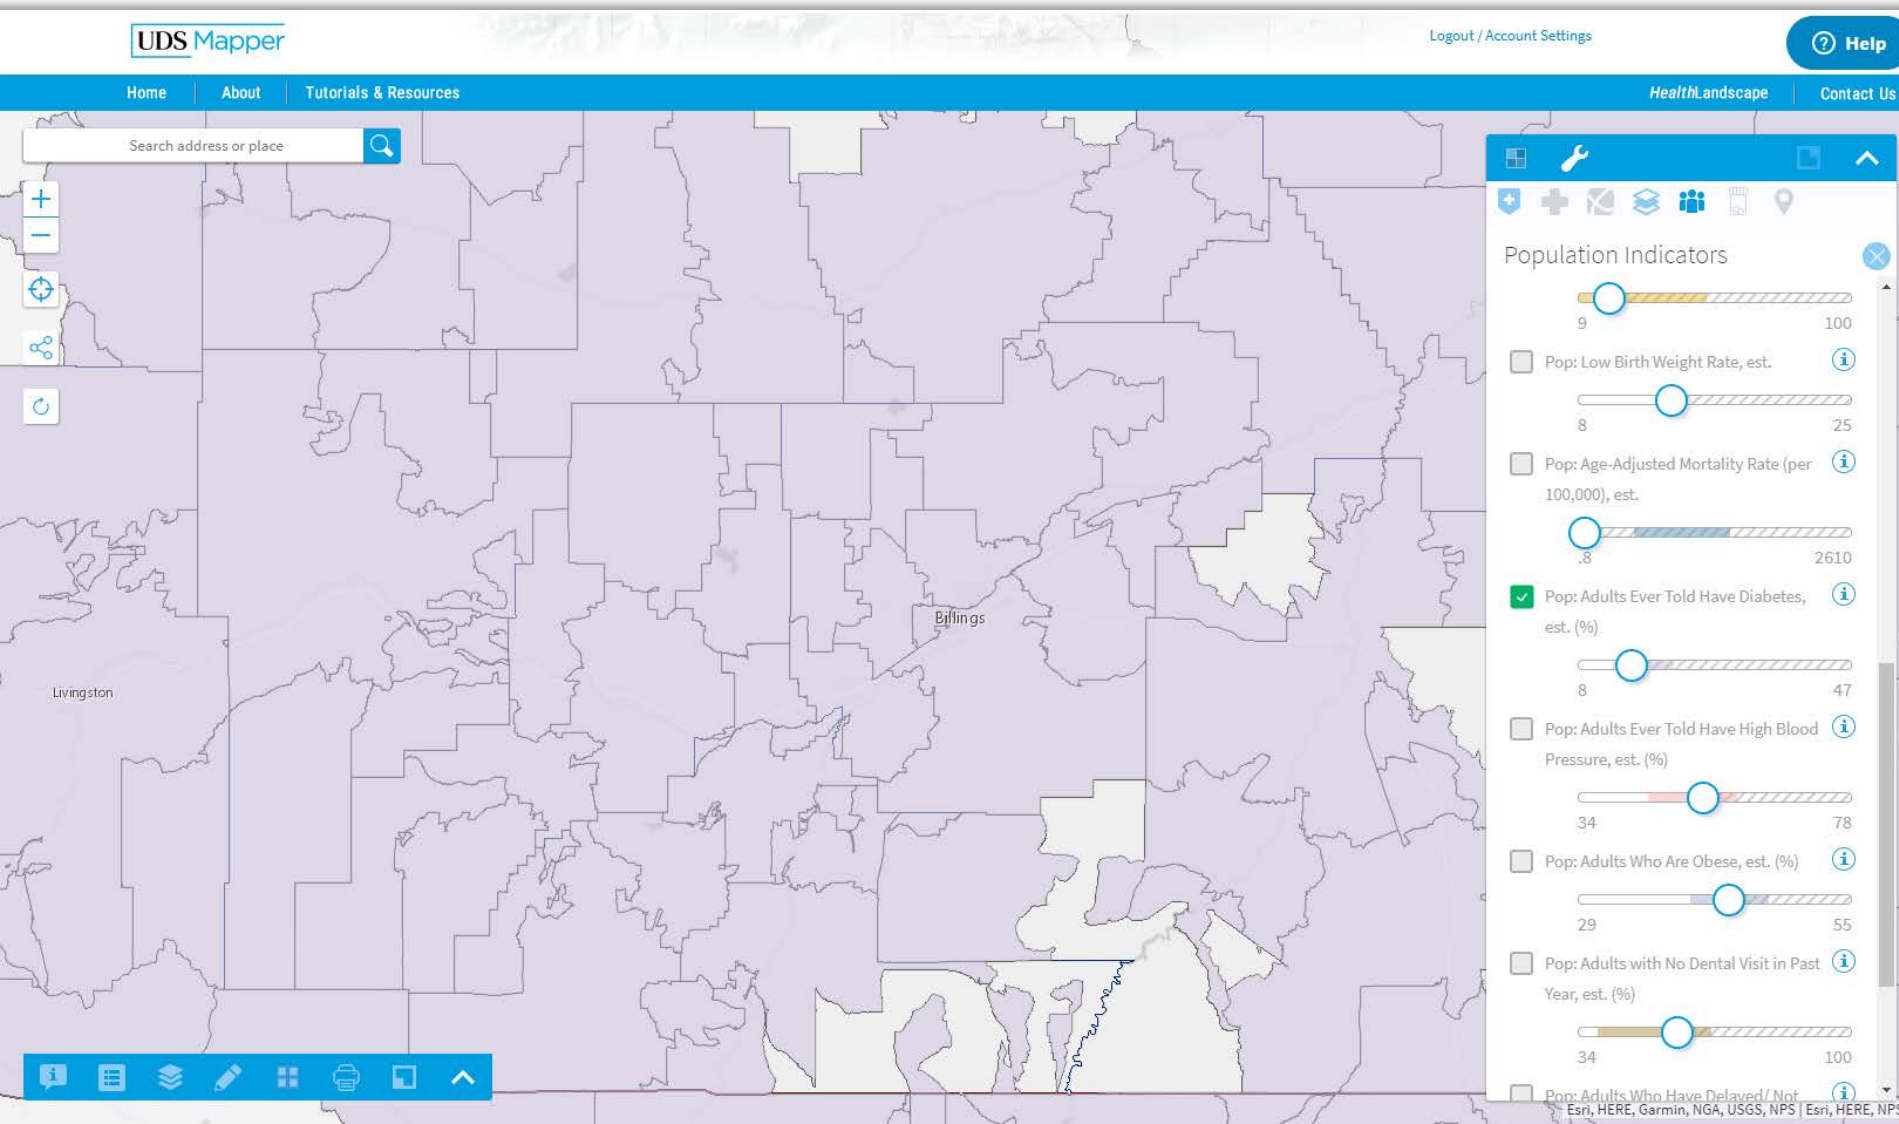 UDS Mapper
Logout / Account Settings
Help
Home
About
Tutorials & Resources
HealthLandscape
Contact Us
Search address or place
Population Indicators
9
100
Pop: Low Birth Weight Rate, est.
8
25
Pop: Age-Adjusted Mortality Rate (per
100,000), est.
.8
2610
Pop: Adults Ever Told Have Diabetes,
est. (%)
8
47
Pop: Adults Ever Told Have High Blood
Pressure, est. (%)
34
78
Pop: Adults Who Are Obese, est. (%)
29
55
Pop: Adults with No Dental Visit in Past
Year, est. (%)
34
100
Pop: Adults Who Have Delayed/ Not
Billings
Livingston
Esri, HERE, Garmin, NGA, USGS, NPS | Esri, HERE, NPS